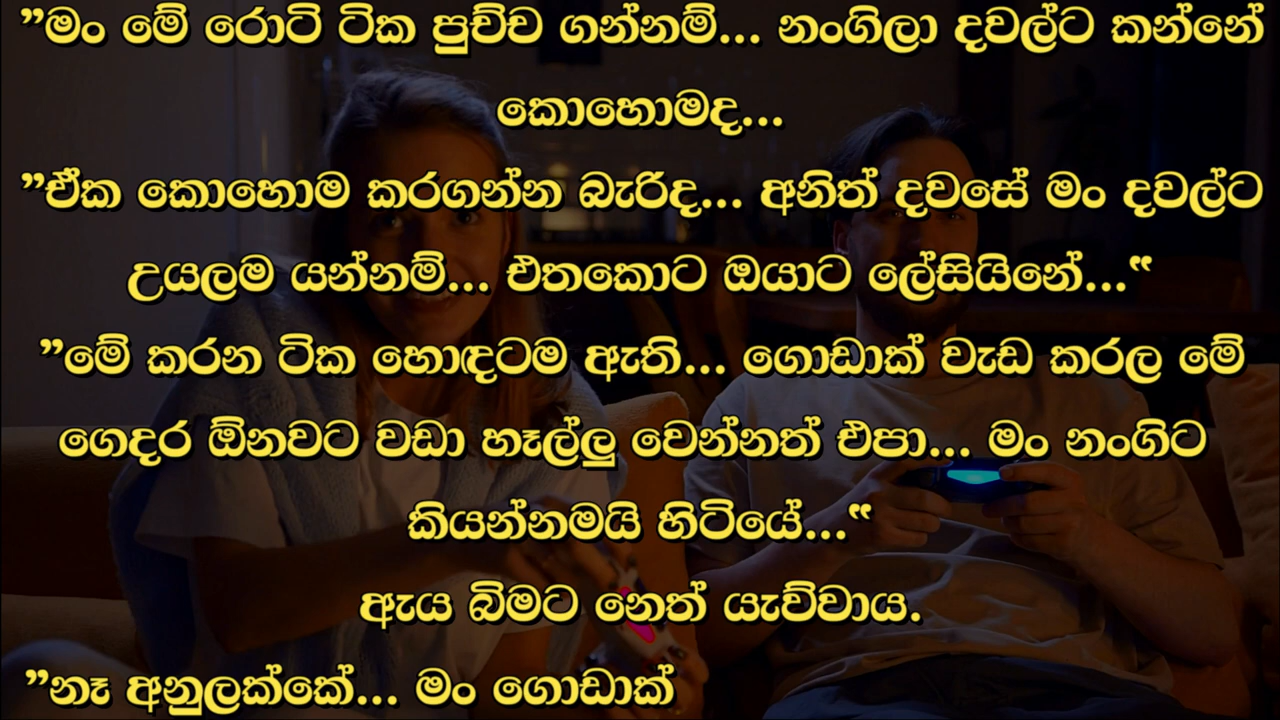 ”මං මේ රොටි ටික පුච්ච ගන්නම්... නංගිලා දවල්ට කන්නේ
කොහොමද...
”ඒක කොහොම කරගන්න බැරිද... අනිත් දවසේ මං දවල්ට
උයලම යන්නම්... එතකොට ඔයාට ලේසියිනේ...“
”මේ කරන ටික හොඳටම ඇති... ගොඩාක් වැඩ කරල මේ
ගෙදර ඕනවට වඩා හෑල්ලු වෙන්නත් එපා... මං නංගිට
කියන්නමයි හිටියේ...“
ඇය බිමට නෙත් යැව්වාය.
”නෑ අනුලක්කේ... මං ගොඩාක්